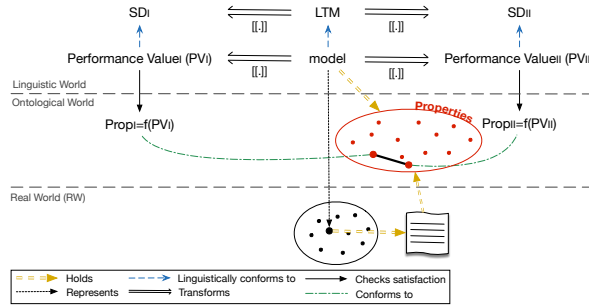 SDI LTM SDII
[[.]] [[.]]
Performance ValueI (PVI) model Performance ValueII (PVII
[[.]] [[.]]
Linguistic World
Ontological World
Properties
PropI=f(PVI) PropII=f(PVII)
Real World (RW)
Holds Linguistically conforms to Checks satisfaction
Represents Transforms Conforms to